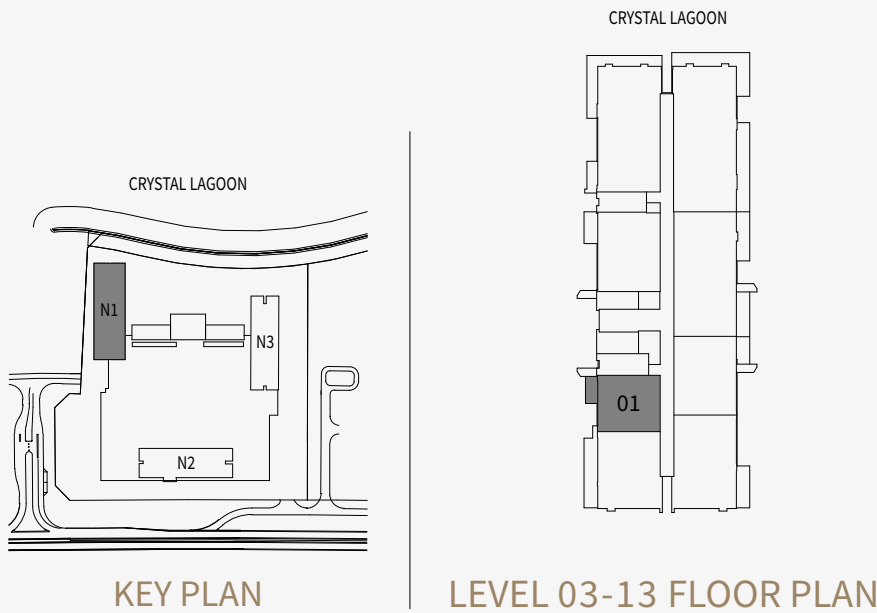 CRYSTAL LAGOON
N1
N3
N2
KEY PLAN
CRYSTAL LAGOON
01
LEVEL 03-13 FLOOR PLAN